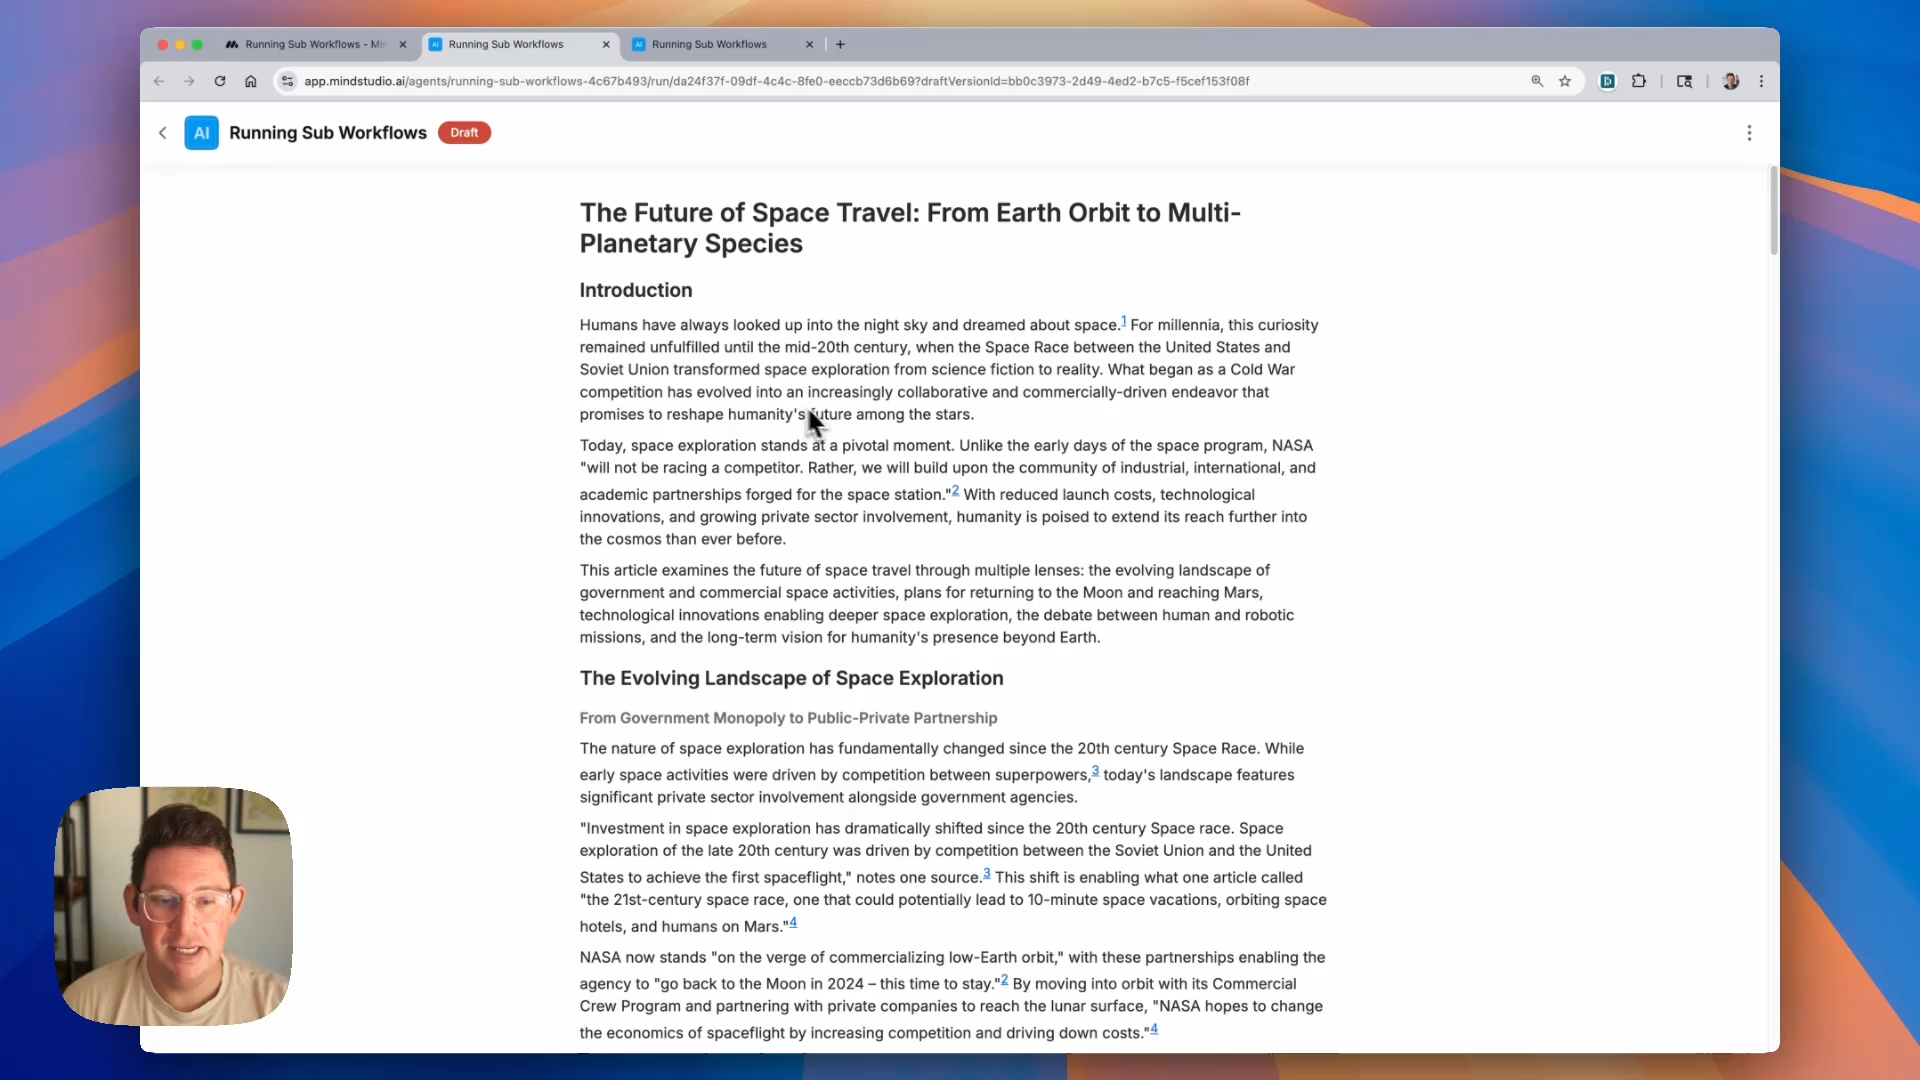 Running Sub Workflows - Mi
Running Sub Workflows
Running Sub Workflows
app.mindstudio.ai/agents/running-sub-workflows-4c67b493/run/da24f37f-09df-4c4c-8fe0-eeccb73d6b69?draftVersionId=bb0c3973-2d49-4ed2-b7c5-f5cef153f08f
AI Running Sub Workflows Draft
The Future of Space Travel: From Earth Orbit to Multi-
Planetary Species
Introduction
Humans have always looked up into the night sky and dreamed about space.1 For millennia, this curiosity
remained unfulfilled until the mid-20th century, when the Space Race between the United States and
Soviet Union transformed space exploration from science fiction to reality. What began as a Cold War
competition has evolved into an increasingly collaborative and commercially-driven endeavor that
promises to reshape humanity's future among the stars.
Today, space exploration stands at a pivotal moment. Unlike the early days of the space program, NASA
"will not be racing a competitor. Rather, we will build upon the community of industrial, international, and
academic partnerships forged for the space station."2 With reduced launch costs, technological
innovations, and growing private sector involvement, humanity is poised to extend its reach further into
the cosmos than ever before.
This article examines the future of space travel through multiple lenses: the evolving landscape of
government and commercial space activities, plans for returning to the Moon and reaching Mars,
technological innovations enabling deeper space exploration, the debate between human and robotic
missions, and the long-term vision for humanity's presence beyond Earth.
The Evolving Landscape of Space Exploration
From Government Monopoly to Public-Private Partnership
The nature of space exploration has fundamentally changed since the 20th century Space Race. While
early space activities were driven by competition between superpowers,3 today's landscape features
significant private sector involvement alongside government agencies.
"Investment in space exploration has dramatically shifted since the 20th century Space race. Space
exploration of the late 20th century was driven by competition between the Soviet Union and the United
States to achieve the first spaceflight," notes one source.3 This shift is enabling what one article called
"the 21st-century space race, one that could potentially lead to 10-minute space vacations, orbiting space
hotels, and humans on Mars."4
NASA now stands "on the verge of commercializing low-Earth orbit," with these partnerships enabling the
agency to "go back to the Moon in 2024 – this time to stay."2 By moving into orbit with its Commercial
Crew Program and partnering with private companies to reach the lunar surface, "NASA hopes to change
the economics of spaceflight by increasing competition and driving down costs."4